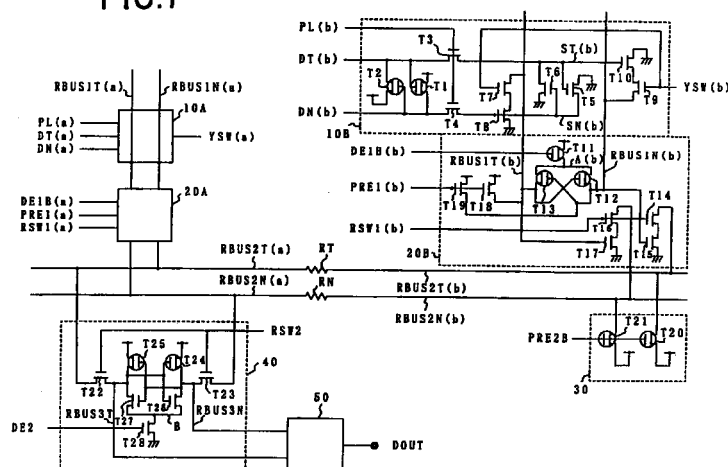 FIG.7
PL(b)
T3
DT(b)
ST(b)
T2
T1
T6
T5
T10
T9
YSW(b)
T7
DN(b)
T4
T8
SN(b)
10B
RBUS1T(a)
RBUS1N(a)
10A
PL(a)
DT(a)
DN(a)
YSW(a)
DE1B(b)
T11
RBUS1T(b)
A(b)
RBUS1N(b)
20A
DE1B(a)
PRE1(a)
RSW1(a)
PRE1(b)
T19
T18
T13
T12
T14
RSW1(b)
T16
T17
T15
20B
RBUS2T(a)
RT
RBUS2N(a)
RN
RBUS2T(b)
RBUS2N(b)
RSW2
T25
T24
40
T22
T23
T27
T26
B
RBUS3T
RBUS3N
DE2
T28
50
DOUT
PRE2B
T21
T20
30